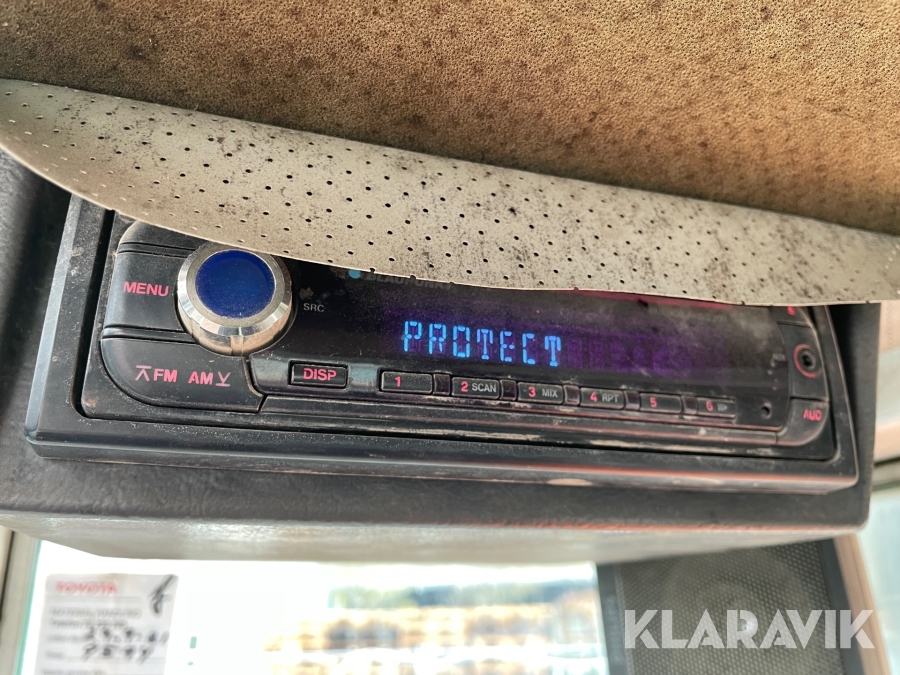 MENU
SRC
PROTECT
FM AM
DISP
1
2 SCAN
3 MIX
4 RPT
5
6
AUD
TOYOTA
KLARAVIK